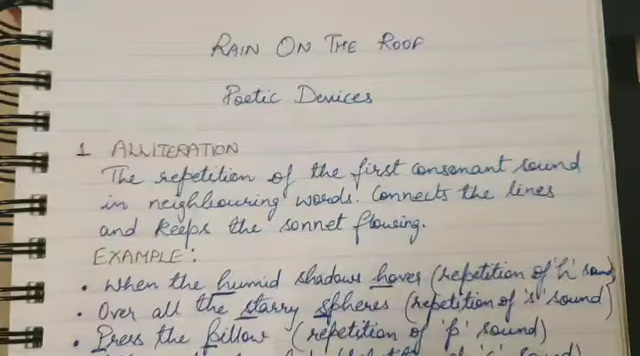 RAIN ON THE ROOF
Poetic Devices
1 ALLITERATION
The repetition of the first consonant sound
in neighbouring words. Connects the lines
and keeps the sonnet flowing.
EXAMPLE:
• When the humid shadows hover (repetition of 'h' sound
• Over all the starry spheres (repetition of 's' sound)
• Press the pillow (repetition of 'p' sound)